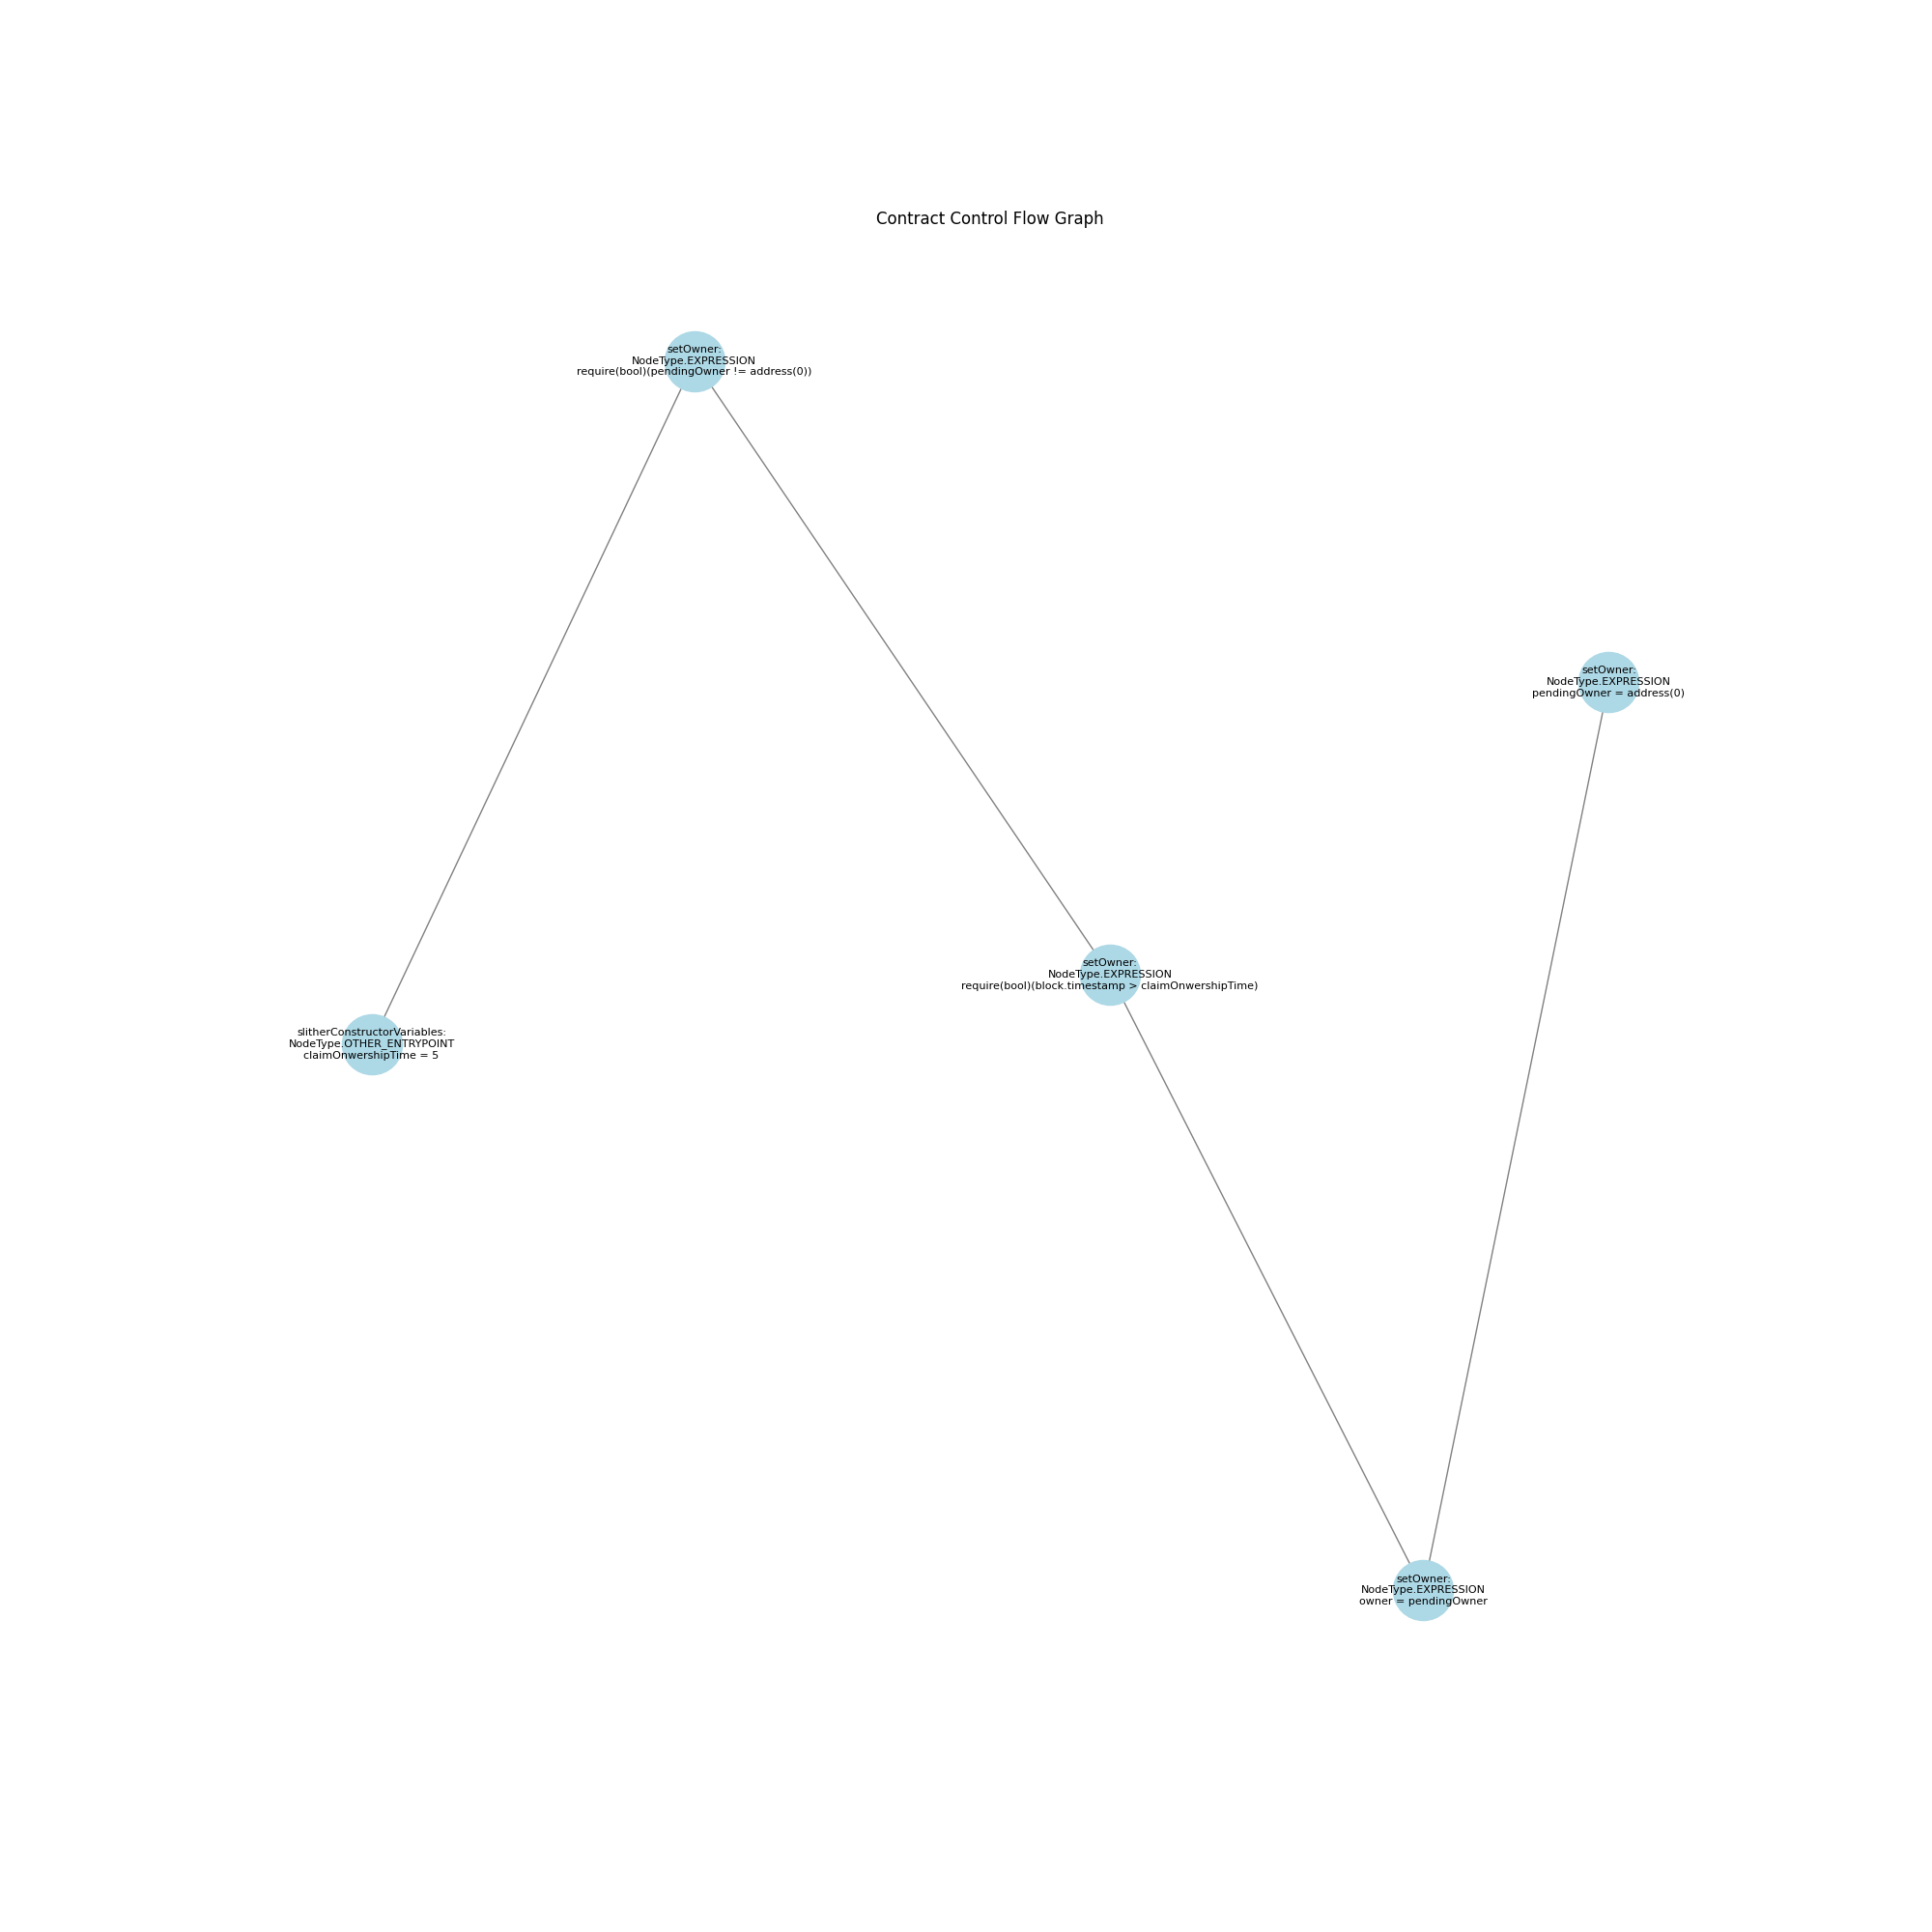 Contract Control Flow Graph
setOwner:
NodeType.EXPRESSION
require(bool)(pendingOwner != address(0))
setOwner:
NodeType.EXPRESSION
pendingOwner = address(0)
setOwner:
NodeType.EXPRESSION
require(bool)(block.timestamp > claimOnwershipTime)
slitherConstructorVariables:
NodeType.OTHER_ENTRYPOINT
claimOnwershipTime = 5
setOwner:
NodeType.EXPRESSION
owner = pendingOwner